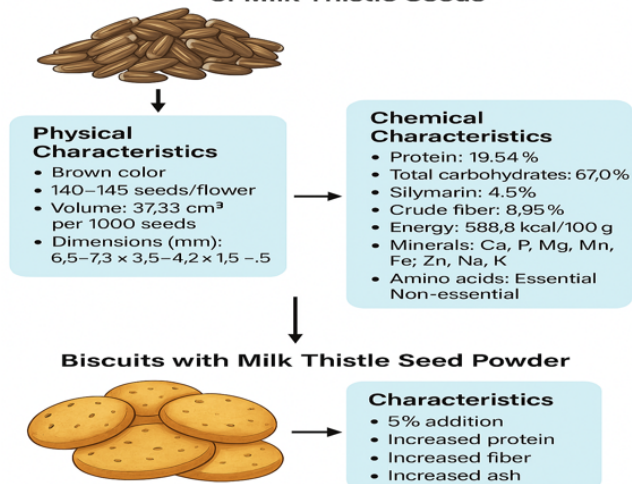 of Milk Thistle Seeds
Physical
Characteristics
• Brown color
• 140–145 seeds/flower
• Volume: 37,33 cm³
per 1000 seeds
• Dimensions (mm):
6,5–7,3 x 3,5–4,2 x 1,5 –.5
Chemical
Characteristics
• Protein: 19.54%
• Total carbohydrates: 67,0%
• Silymarin: 4.5%
• Crude fiber: 8,95%
• Energy: 588,8 kcal/100 g
• Minerals: Ca, P, Mg, Mn,
Fe; Zn, Na, K
• Amino acids: Essential
Non-essential
Biscuits with Milk Thistle Seed Powder
Characteristics
• 5% addition
• Increased protein
• Increased fiber
• Increased ash